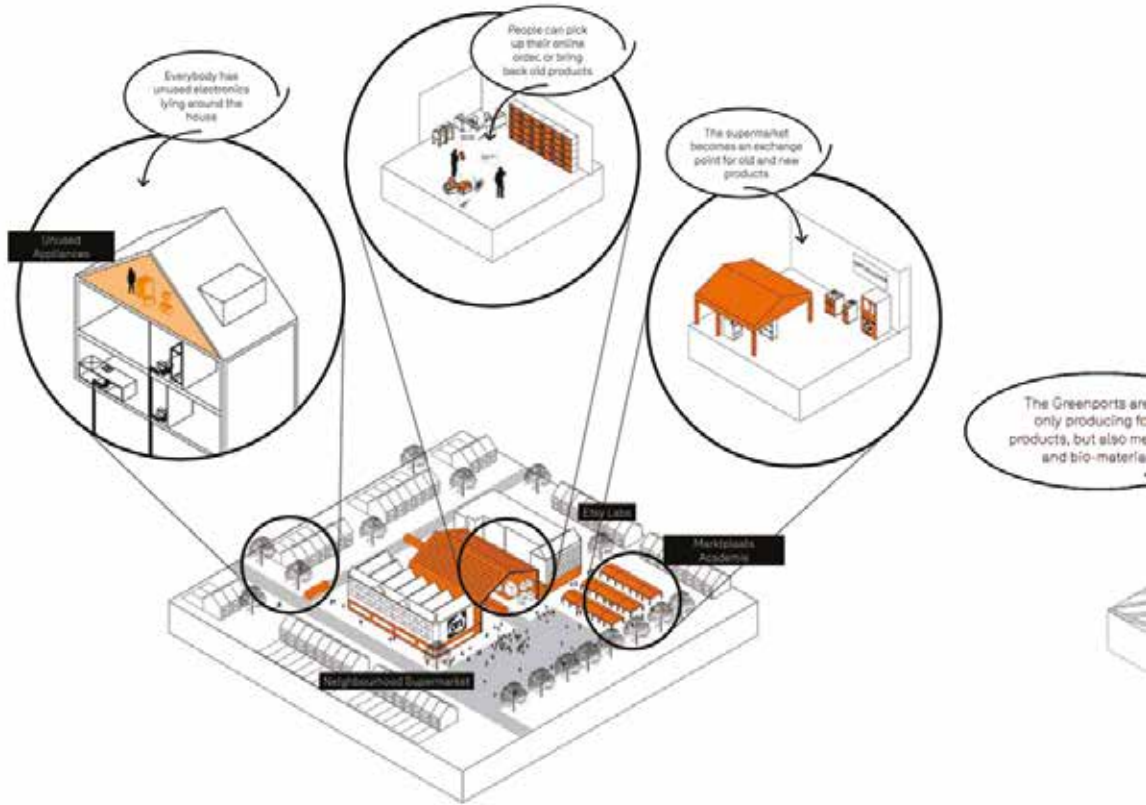 Everybody has
unused electronics
lying around the
house
People can pick
up their online
order, or bring
back old products
The supermarket
becomes an exchange
point for old and new
products
Unused
Appliances
The Greenports are
only producing fo
products, but also me
and bio-materia
Etsy Labs
Marktplaats
Academie
Neighbourhood Supermarket